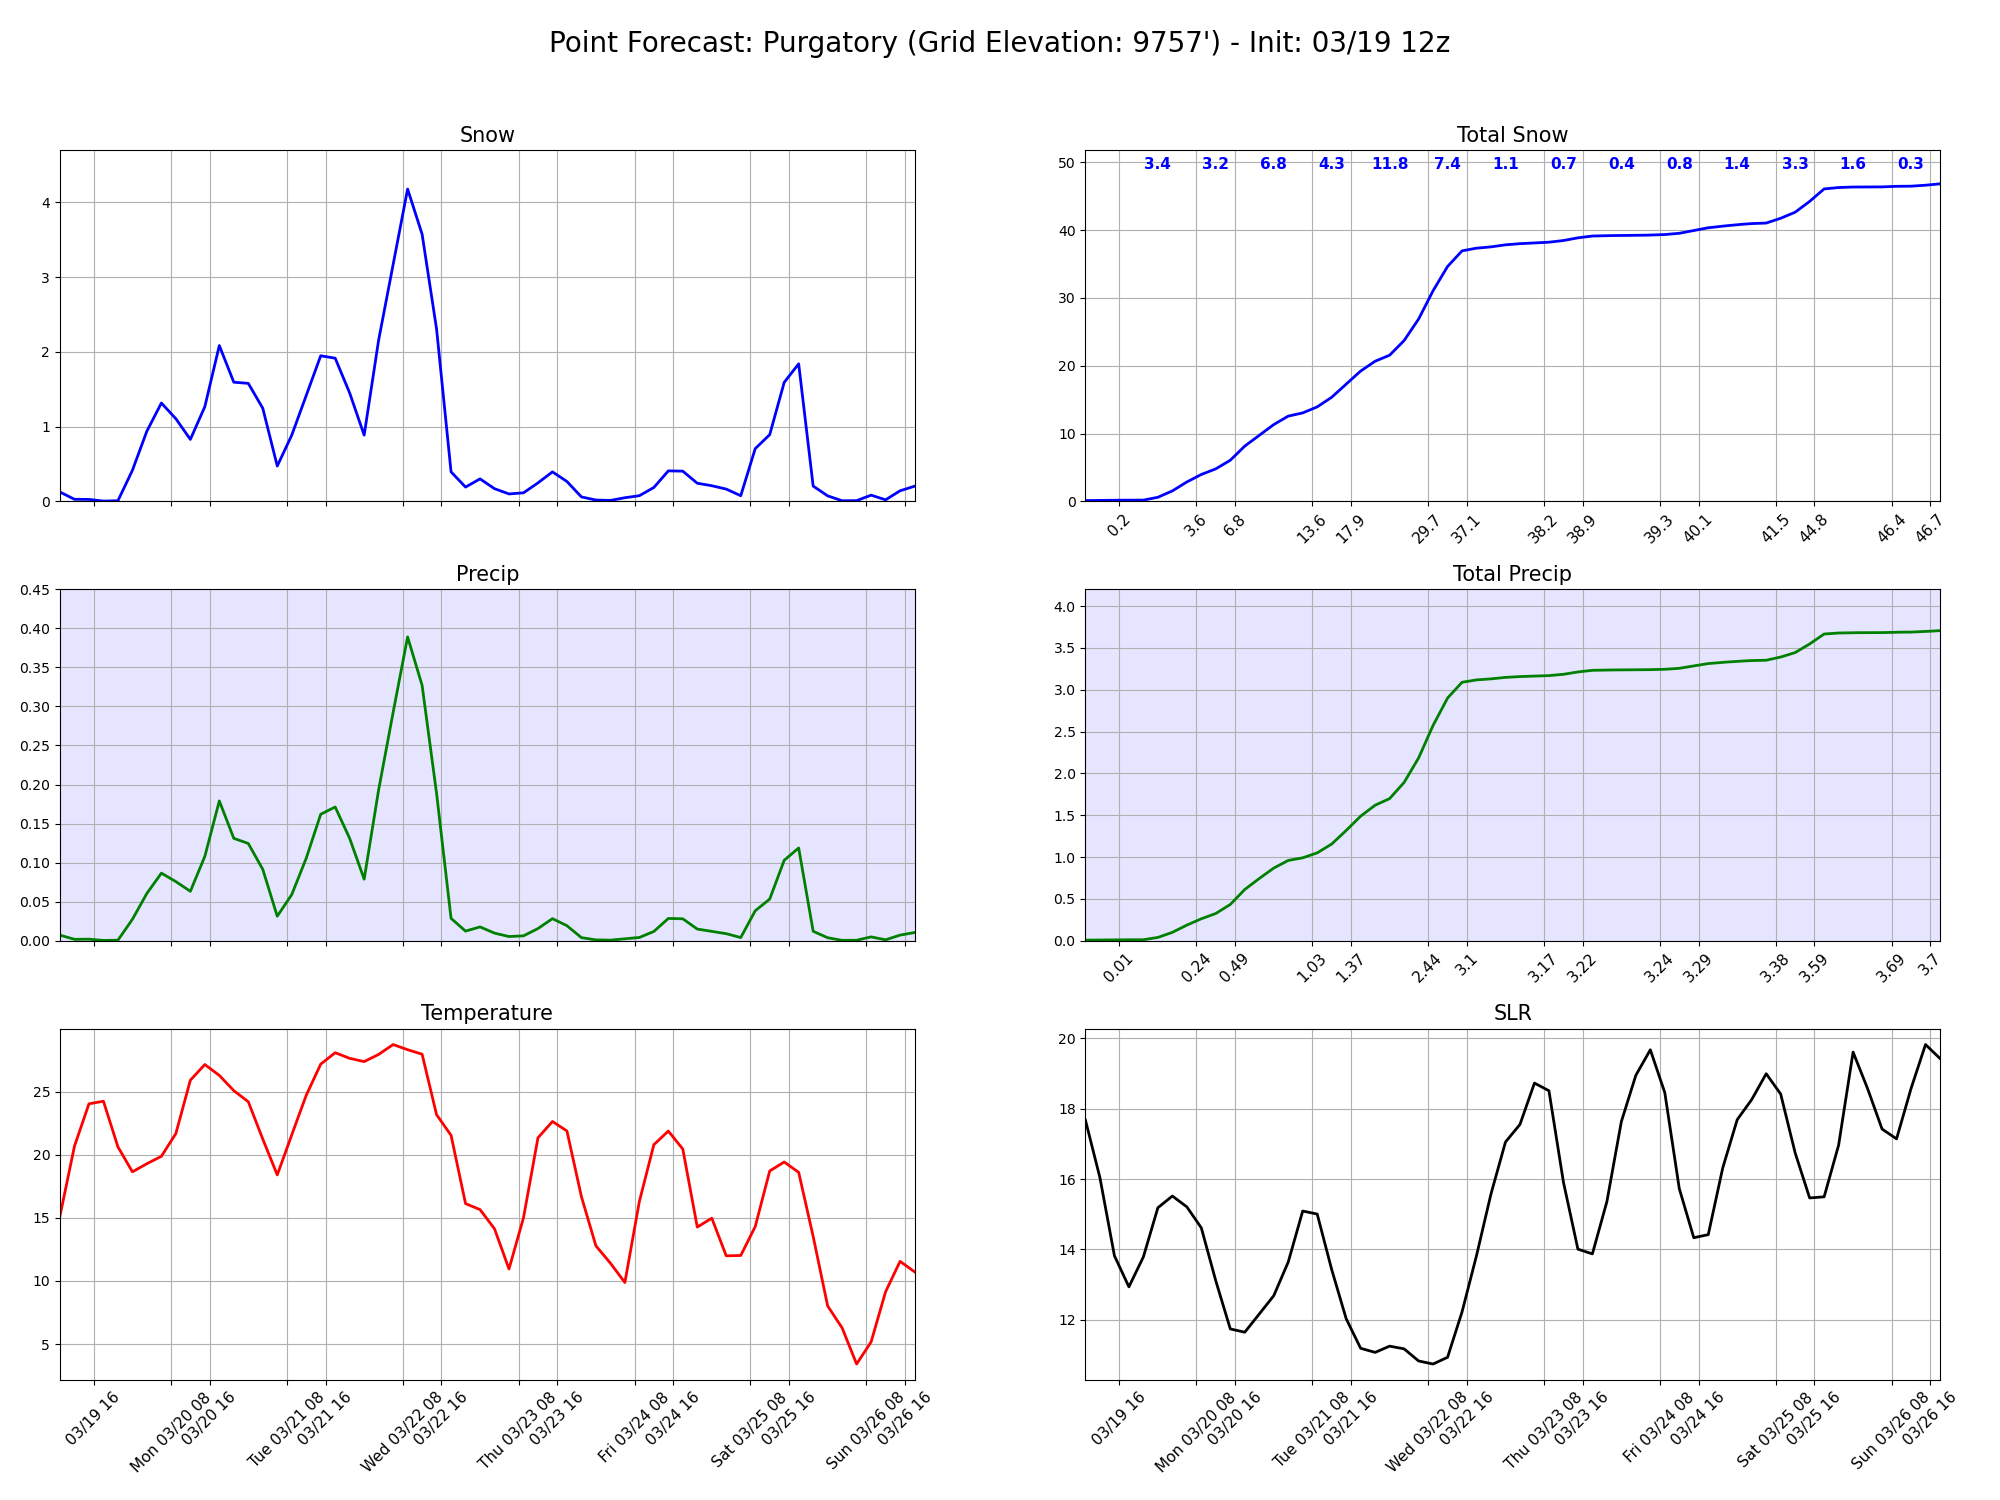 Point Forecast: Purgatory (Grid Elevation: 9757') - Init: 03/19 12z
Snow
4
3
2
1
0
Total Snow
50
40
30
20
10
0
3.4 3.2 6.8 4.3 11.8 7.4 1.1 0.7 0.4 0.8 1.4 3.3 1.6 0.3
0.2 3.6 6.8 13.6 17.9 29.7 37.1 38.2 38.9 39.3 40.1 41.5 44.8 46.4 46.7
Precip
0.45
0.40
0.35
0.30
0.25
0.20
0.15
0.10
0.05
0.00
Total Precip
4.0
3.5
3.0
2.5
2.0
1.5
1.0
0.5
0.0
0.01 0.24 0.49 1.03 1.37 2.44 3.1 3.17 3.22 3.24 3.29 3.38 3.59 3.69 3.7
Temperature
25
20
15
10
5
03/19 16
Mon 03/20 08
03/20 16
Tue 03/21 08
03/21 16
Wed 03/22 08
03/22 16
Thu 03/23 08
03/23 16
Fri 03/24 08
03/24 16
Sat 03/25 08
03/25 16
Sun 03/26 08
03/26 16
SLR
20
18
16
14
12
03/19 16
Mon 03/20 08
03/20 16
Tue 03/21 08
03/21 16
Wed 03/22 08
03/22 16
Thu 03/23 08
03/23 16
Fri 03/24 08
03/24 16
Sat 03/25 08
03/25 16
Sun 03/26 08
03/26 16